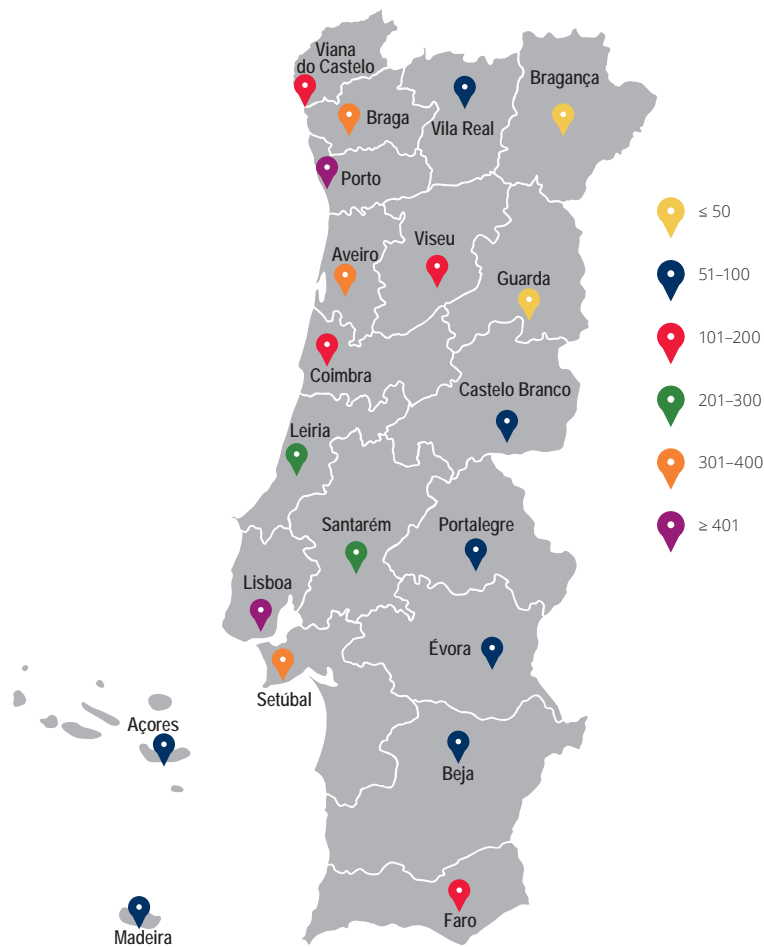 Viana
do Castelo
Bragança
Braga
Vila Real
Porto
Viseu
Aveiro
Guarda
Coimbra
Castelo Branco
Leiria
Santarém
Portalegre
Lisboa
Évora
Setúbal
Açores
Beja
Faro
Madeira
≤ 50
51–100
101–200
201–300
301–400
≥ 401